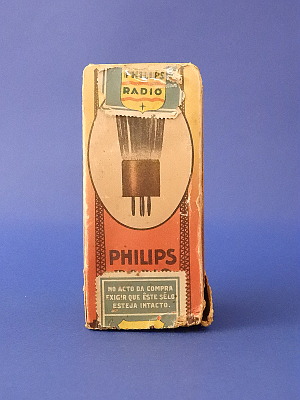 PHILIPS
RADIO
PHILIPS
NO ACTO DA COMPRA
EXIGIR QUE ÊSTE SÊLO
ESTEJA INTACTO.